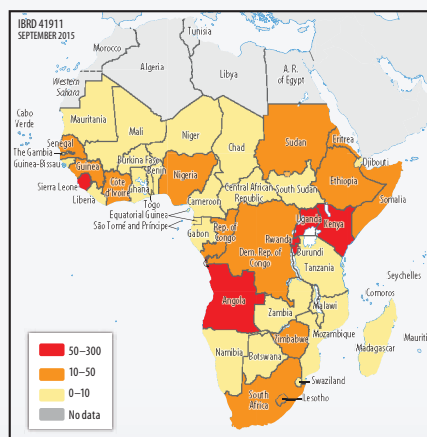 IBRD 41911
SEPTEMBER 2015
Tunisia
Morocco
Algeria
Libya
A. R.
of Egypt
Western
Sahara
Cabo
Verde
Mauritania
Mali
Niger
Chad
Sudan
Eritrea
Senegal
The Gambia
Guinea-Bissau
Guinea
Burkina Faso
Benin
Nigeria
Djibouti
Ethiopia
Somalia
Sierra Leone
Liberia
Côte
d'Ivoire
Ghana
Togo
Cameroon
Central African
Republic
South Sudan
Equatorial Guinea
São Tomé and Príncipe
Gabon
Rep. of
Congo
Dem. Rep. of
Congo
Uganda
Kenya
Rwanda
Burundi
Tanzania
Seychelles
Comoros
Angola
Zambia
Malawi
Mozambique
Zimbabwe
Madagascar
Mauriti
Namibia
Botswana
Swaziland
Lesotho
South
Africa
50–300
10–50
0–10
No data